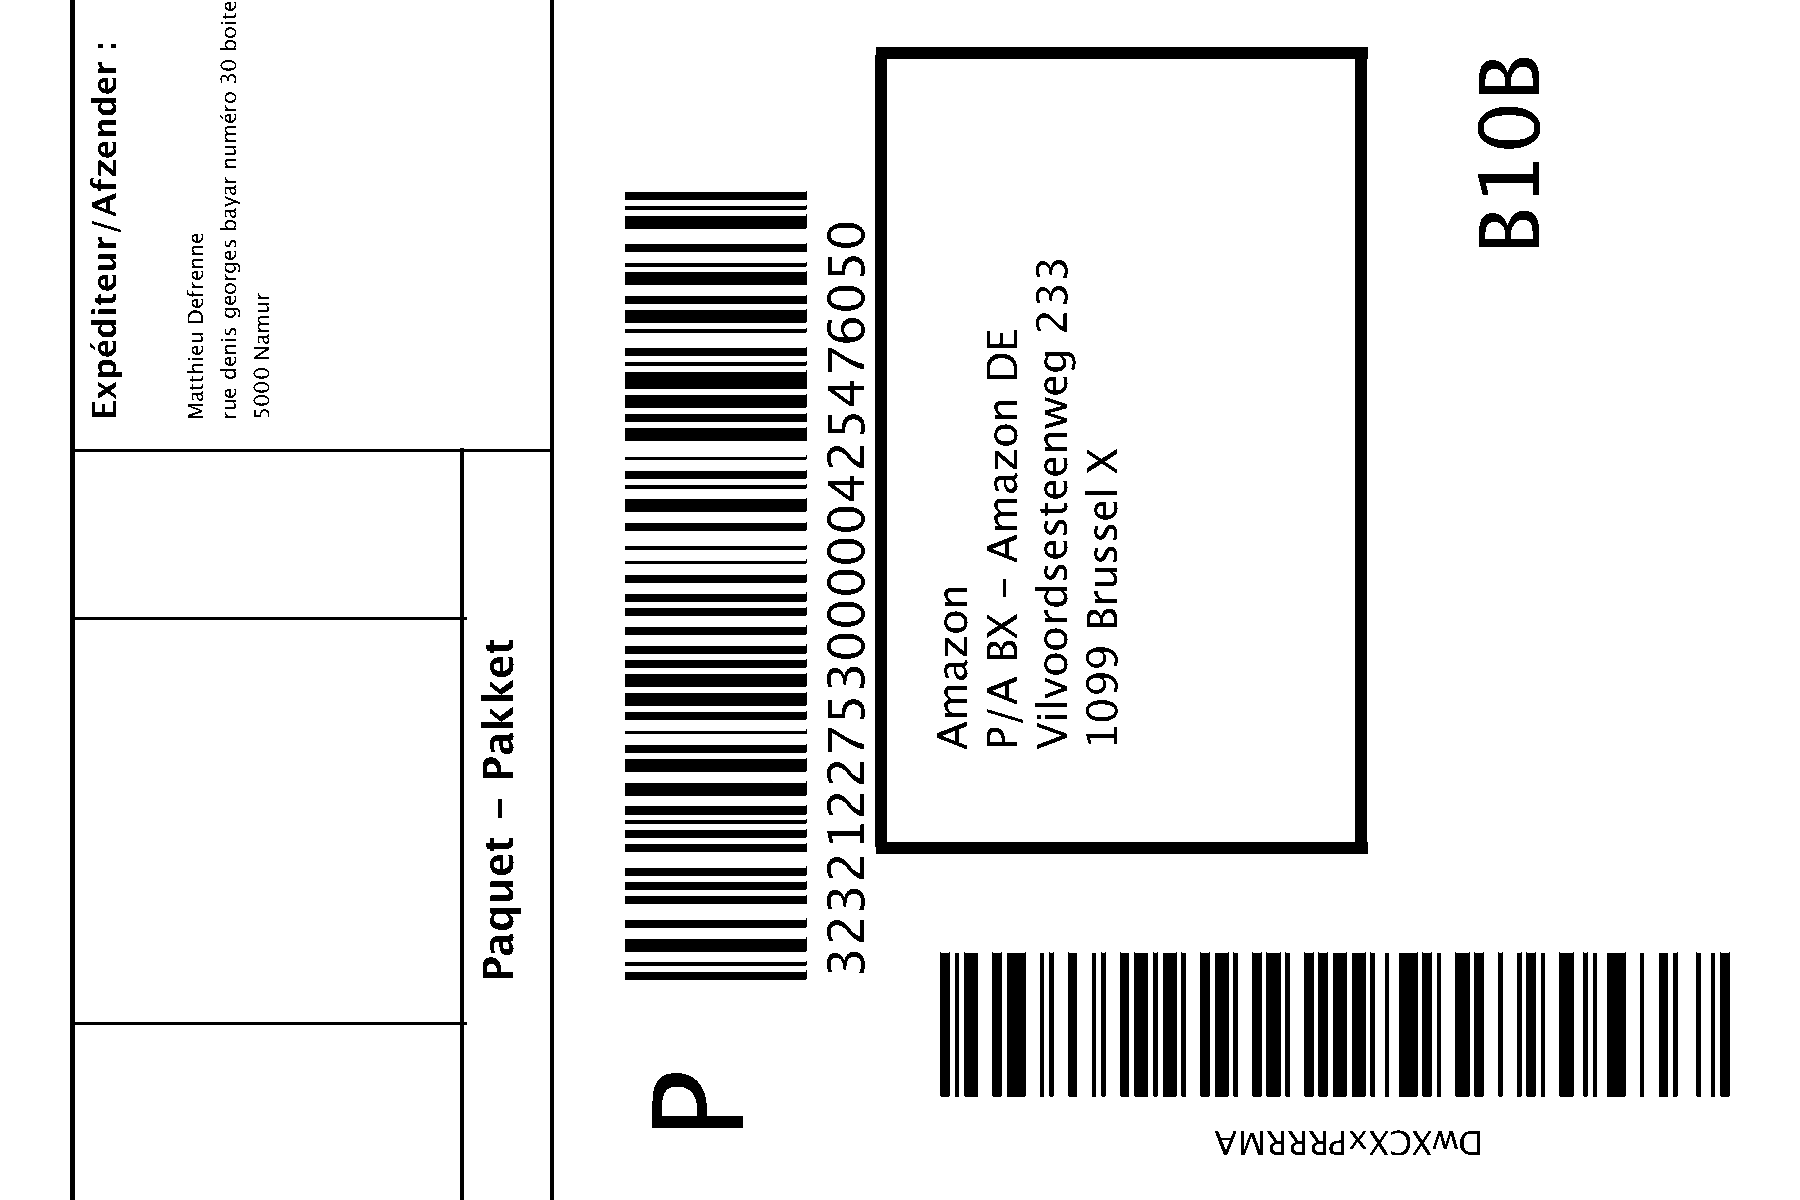 Expéditeur/Afzender :
Matthieu Defrenne
rue denis georges bayar numéro 30 boite
5000 Namur
Paquet – Pakket
P
323212275300000425476050
Amazon
P/A BX – Amazon DE
Vilvoordsesteenweg 233
1099 Brussel X
B10B
DwXCXxPRRRMA